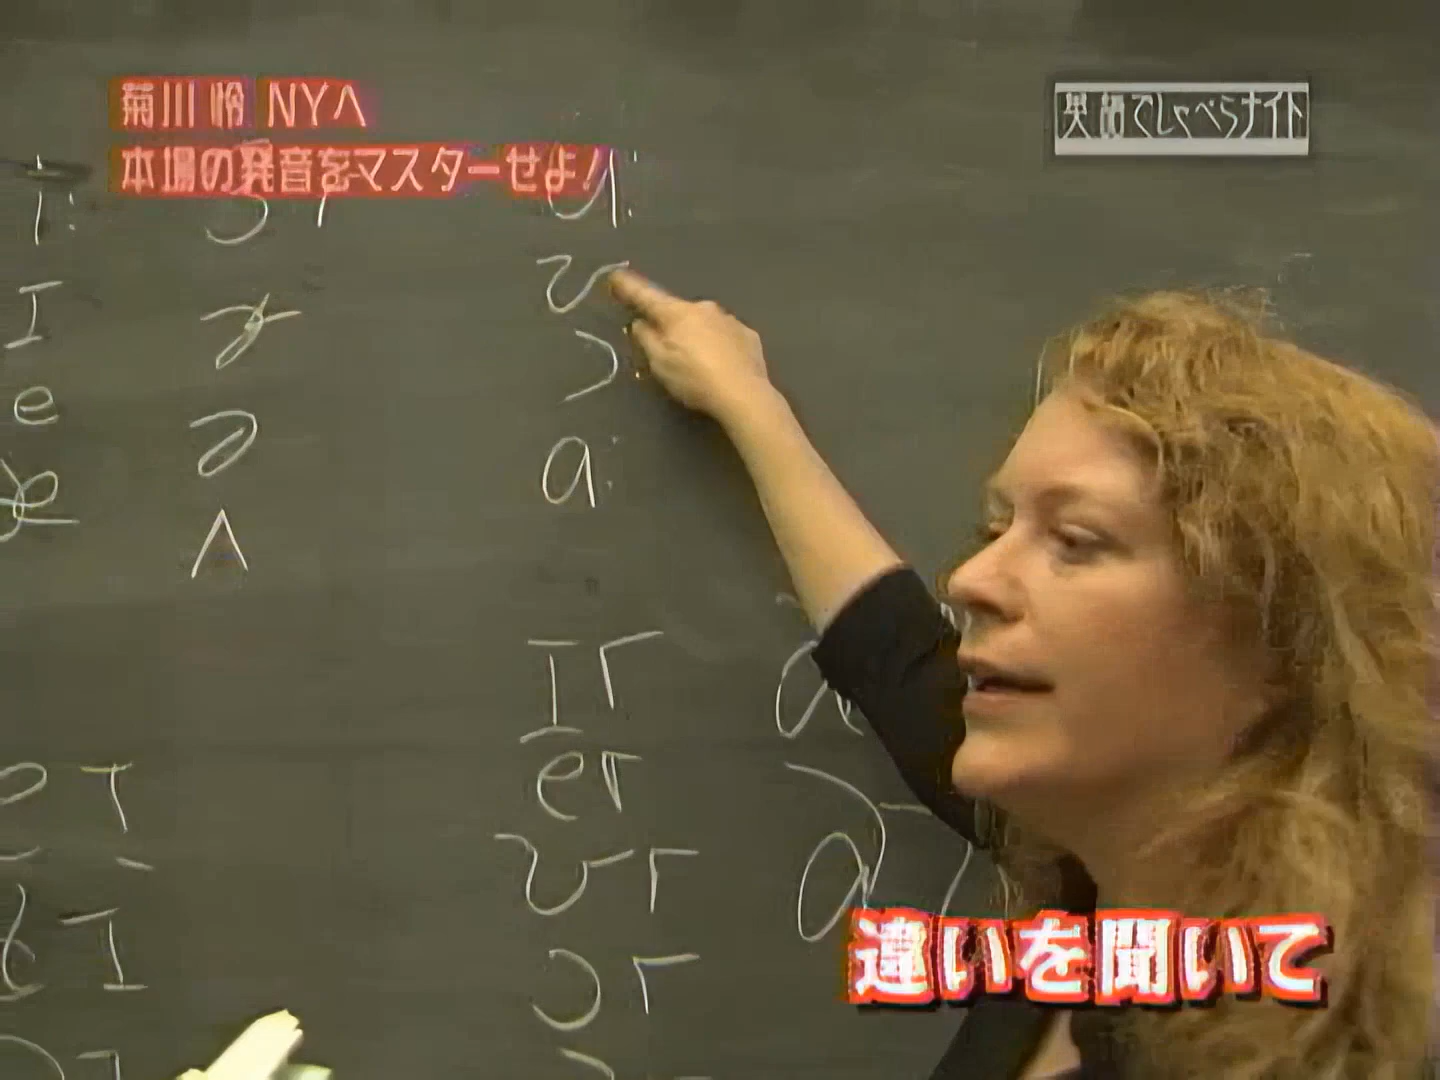 菊川怜 NYへ
本場の発音をマスターせよ!
英語でしゃべらナイト
i: u:
I ʊ
e ɚ ɔ:
æ ə a:
ʌ
Ir
er
ʊr
ɔr
違いを聞いて